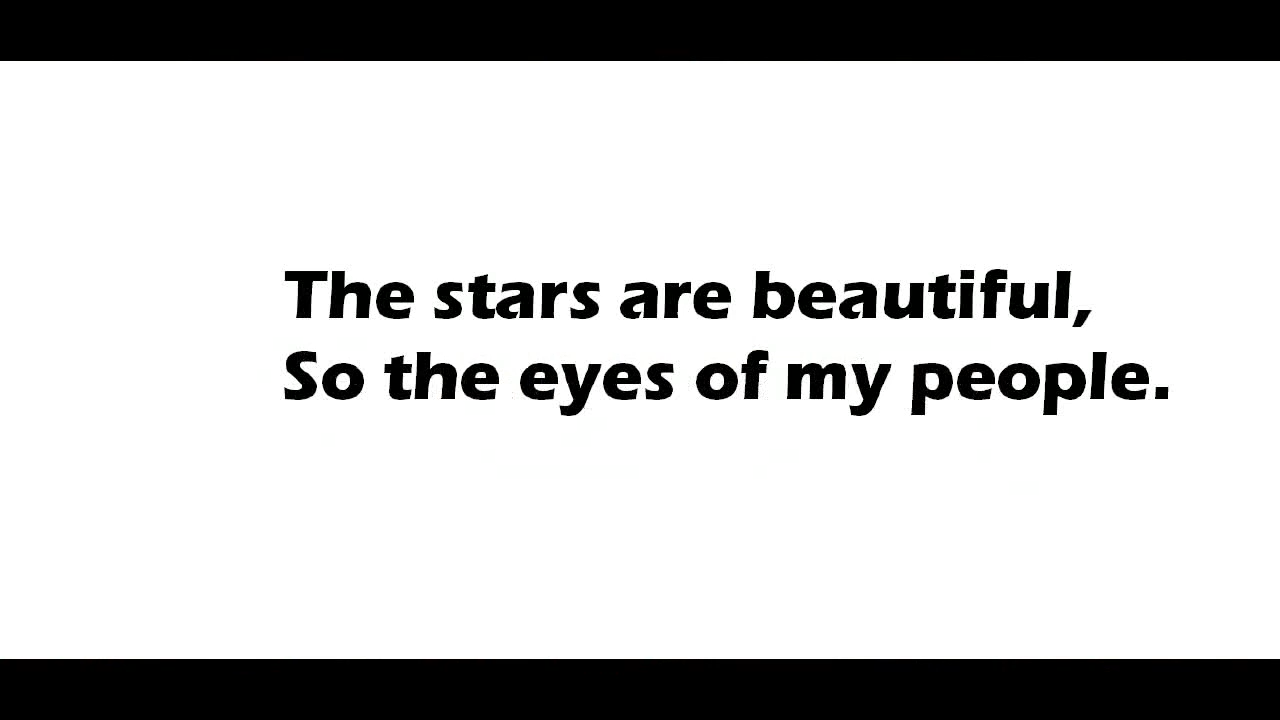 The stars are beautiful,
So the eyes of my people.